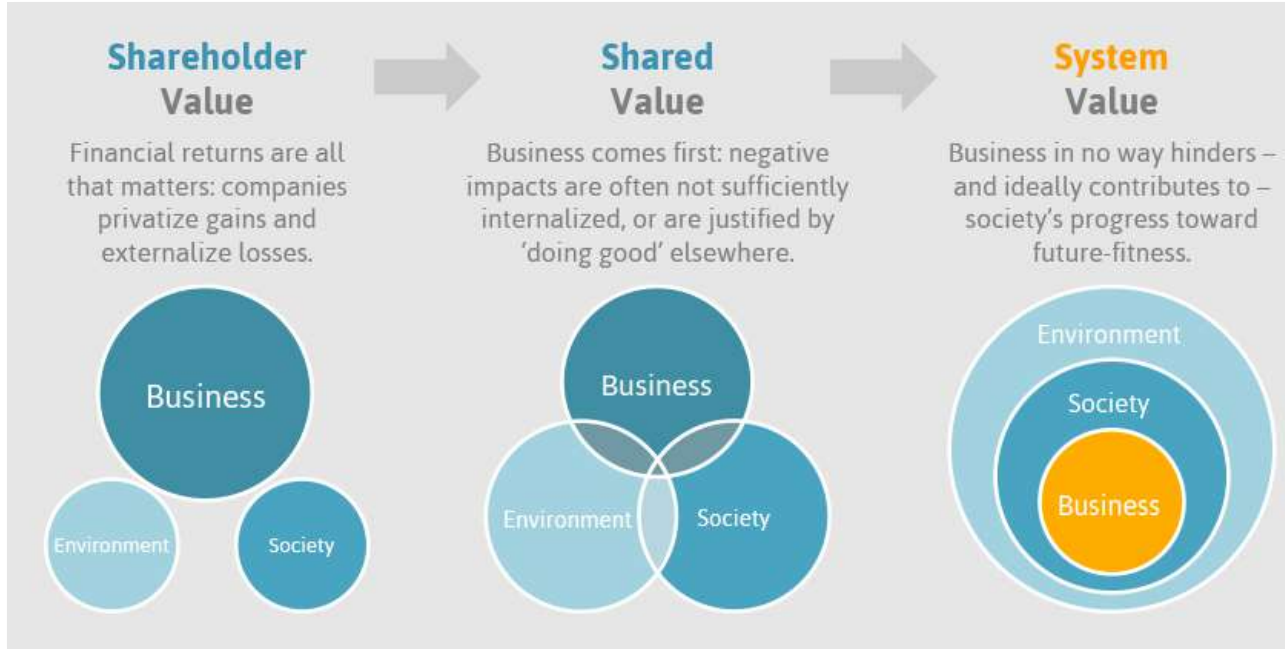 Shareholder
Value
Financial returns are all
that matters: companies
privatize gains and
externalize losses.
Business
Environment
Society
Shared
Value
Business comes first: negative
impacts are often not sufficiently
internalized, or are justified by
‘doing good’ elsewhere.
Business
Environment
Society
System
Value
Business in no way hinders –
and ideally contributes to –
society’s progress toward
future-fitness.
Environment
Society
Business